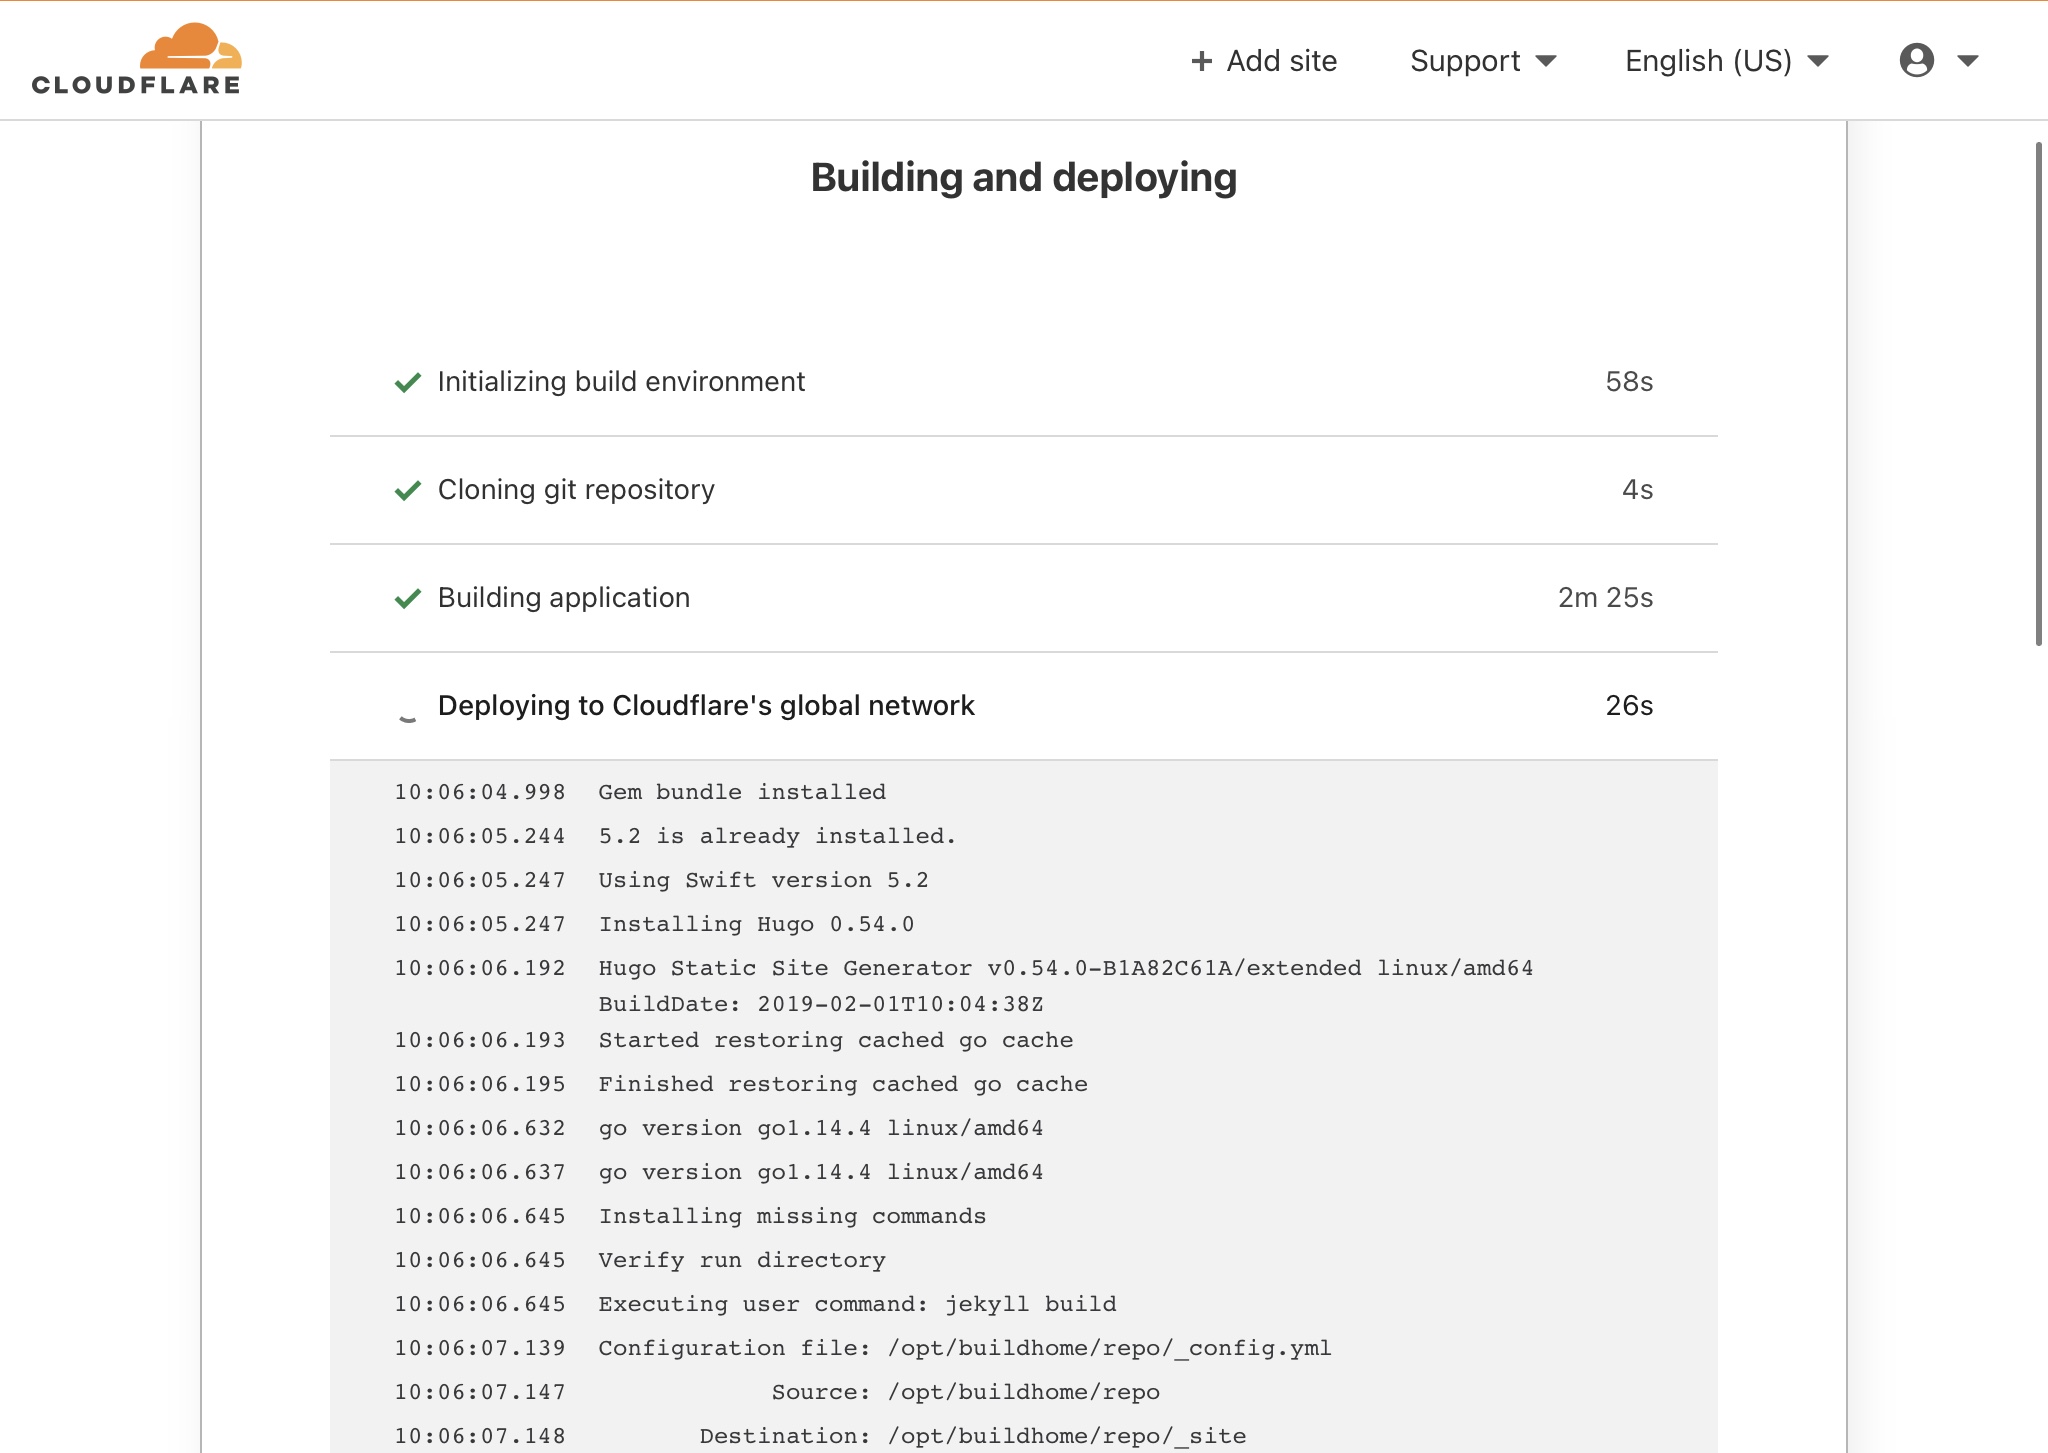 CLOUDFLARE
+ Add site
Support
English (US)
Building and deploying
Initializing build environment 58s
Cloning git repository 4s
Building application 2m 25s
Deploying to Cloudflare's global network 26s
10:06:04.998 Gem bundle installed
10:06:05.244 5.2 is already installed.
10:06:05.247 Using Swift version 5.2
10:06:05.247 Installing Hugo 0.54.0
10:06:06.192 Hugo Static Site Generator v0.54.0-B1A82C61A/extended linux/amd64
BuildDate: 2019-02-01T10:04:38Z
10:06:06.193 Started restoring cached go cache
10:06:06.195 Finished restoring cached go cache
10:06:06.632 go version go1.14.4 linux/amd64
10:06:06.637 go version go1.14.4 linux/amd64
10:06:06.645 Installing missing commands
10:06:06.645 Verify run directory
10:06:06.645 Executing user command: jekyll build
10:06:07.139 Configuration file: /opt/buildhome/repo/_config.yml
10:06:07.147 Source: /opt/buildhome/repo
10:06:07.148 Destination: /opt/buildhome/repo/_site